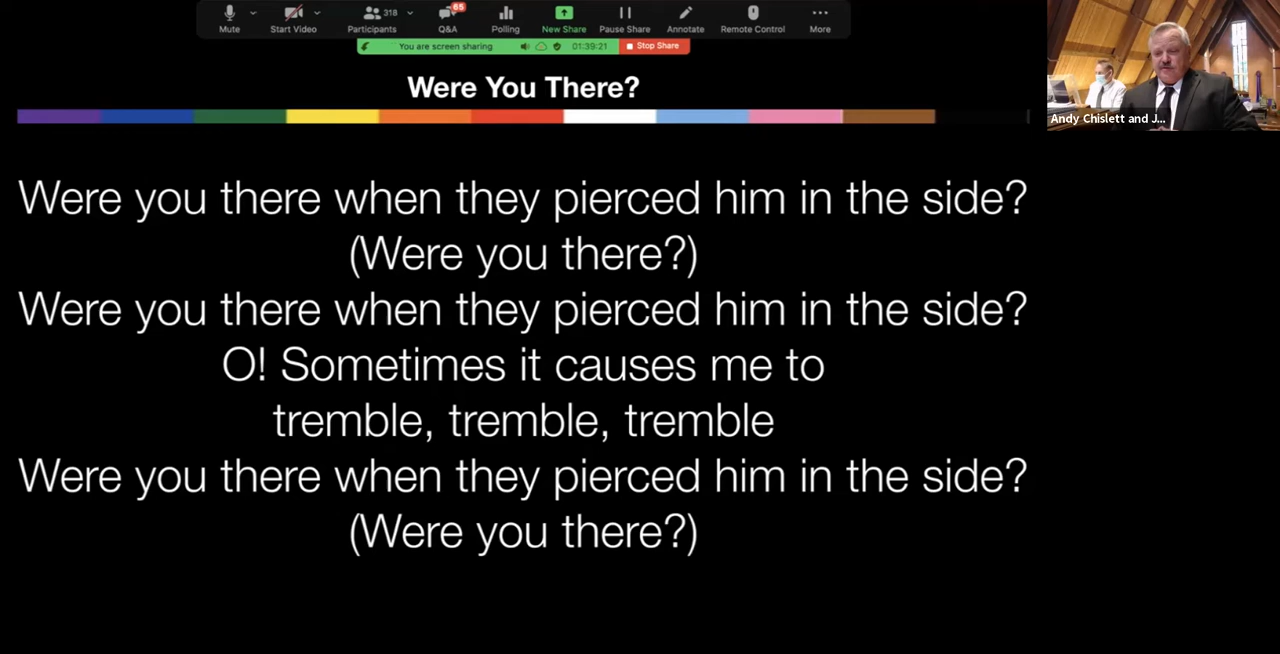 318
65
Mute
Start Video
Participants
Q&A
Polling
New Share
Pause Share
Annotate
Remote Control
More
You are screen sharing
01:39:21
Stop Share
Were You There?
Andy Chislett and J...
Were you there when they pierced him in the side?
(Were you there?)
Were you there when they pierced him in the side?
O! Sometimes it causes me to
tremble, tremble, tremble
Were you there when they pierced him in the side?
(Were you there?)